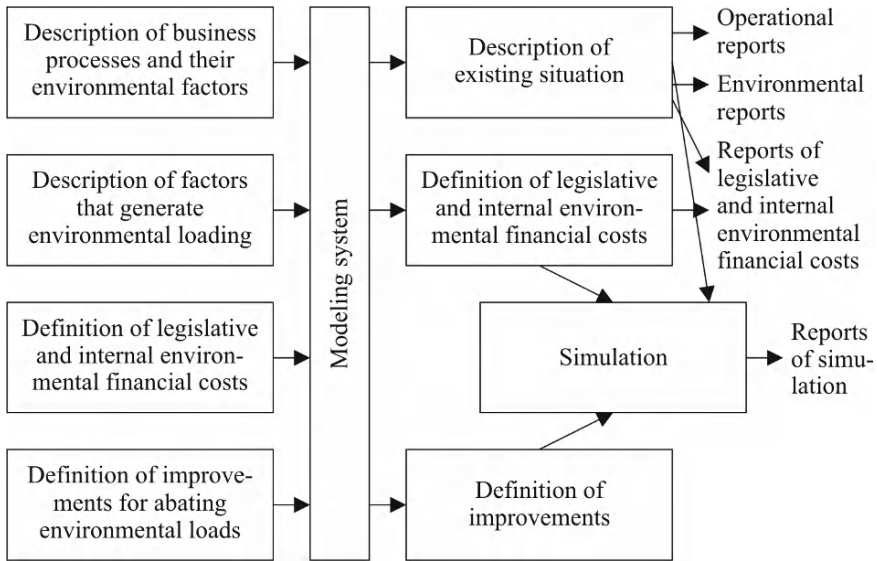 Description of business
processes and their
environmental factors
Description of factors
that generate
environmental loading
Definition of legislative
and internal environ-
mental financial costs
Definition of improve-
ments for abating
environmental loads
Modeling system
Description of
existing situation
Definition of legislative
and internal environ-
mental financial costs
Simulation
Definition of
improvements
Operational
reports
Environmental
reports
Reports of
legislative
and internal
environmental
financial costs
Reports
of simu-
lation